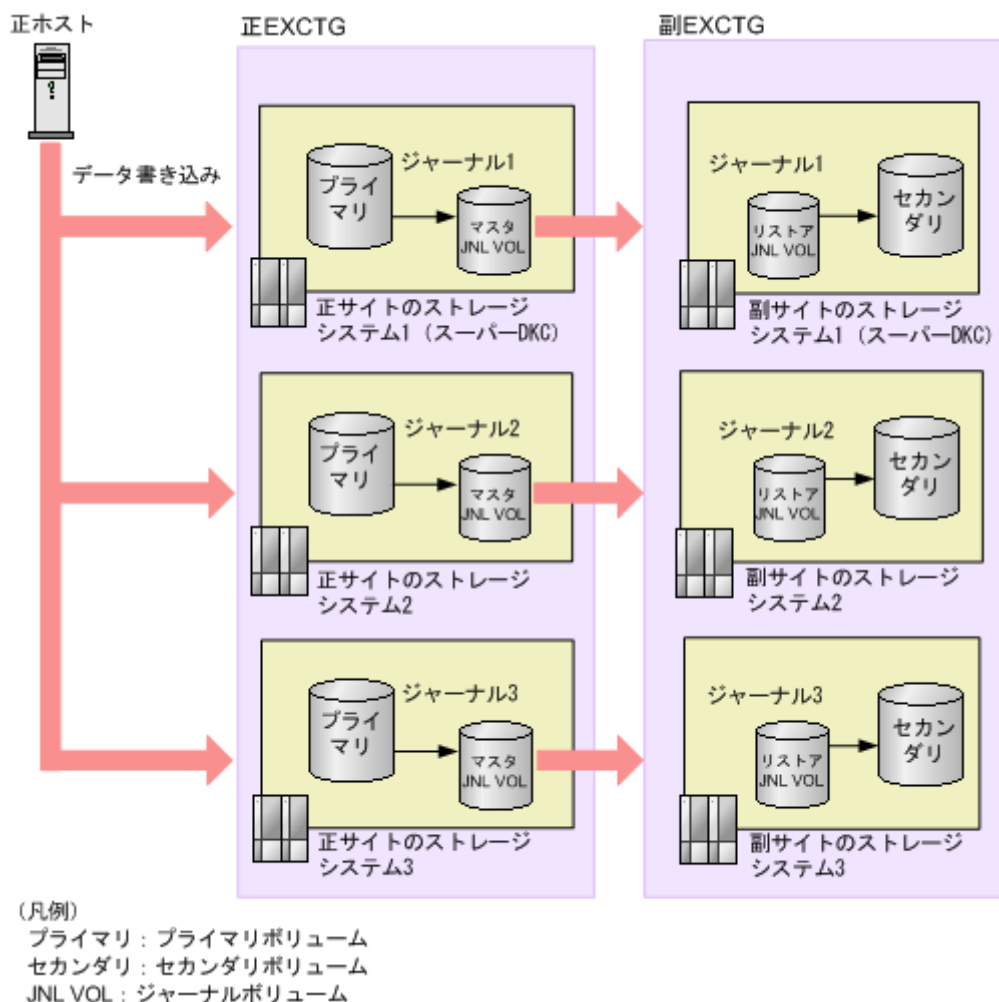 正ホスト
正EXCTG
副EXCTG
データ書き込み
ジャーナル1
プライ
マリ
マスタ
JNL VOL
正サイトのストレージ
システム1 (スーパーDKC)
ジャーナル1
リストア
JNL VOL
セカン
ダリ
副サイトのストレージ
システム1 (スーパーDKC)
ジャーナル2
プライ
マリ
マスタ
JNL VOL
正サイトのストレージ
システム2
ジャーナル2
リストア
JNL VOL
セカン
ダリ
副サイトのストレージ
システム2
ジャーナル3
プライ
マリ
マスタ
JNL VOL
正サイトのストレージ
システム3
ジャーナル3
リストア
JNL VOL
セカン
ダリ
副サイトのストレージ
システム3
(凡例)
プライマリ：プライマリボリューム
セカンダリ：セカンダリボリューム
JNL VOL：ジャーナルボリューム